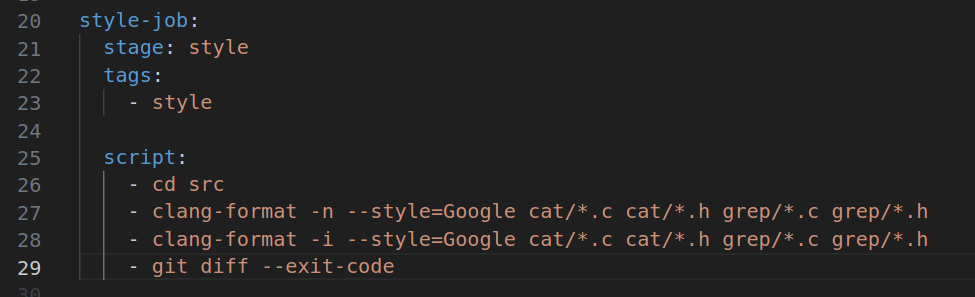 20 style-job:
21   stage: style
22   tags:
23     - style
24
25   script:
26     - cd src
27     - clang-format -n --style=Google cat/*.c cat/*.h grep/*.c grep/*.h
28     - clang-format -i --style=Google cat/*.c cat/*.h grep/*.c grep/*.h
29     - git diff --exit-code
30